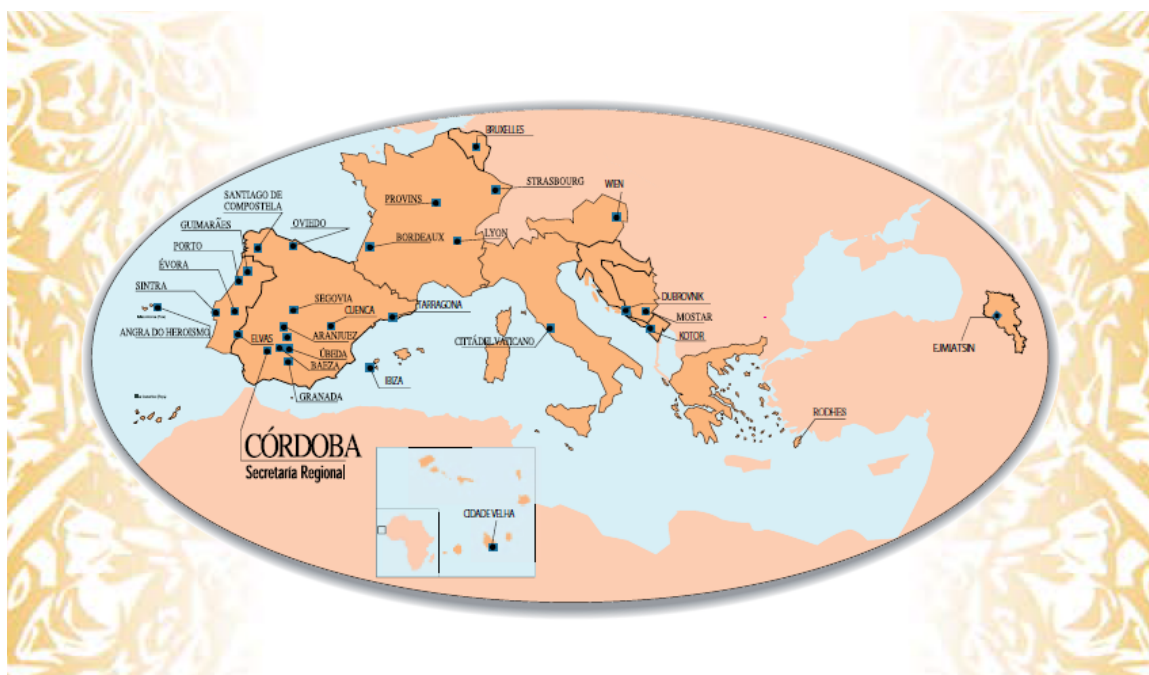 BRUXELLES
STRASBOURG
WIEN
PROVINS
SANTIAGO DE
COMPOSTELA
GUIMARÃES
OVIEDO
BORDEAUX
LYON
PORTO
ÉVORA
SINTRA
SEGOVIA
CUENCA
TARRAGONA
DUBROVNIK
MOSTAR
KOTOR
ANGRA DO HEROISMO
ELVAS
ARANJUEZ
CITTÁ DEL VATICANO
EJMIATSIN
ÚBEDA
BAEZA
IBIZA
GRANADA
RODHES
CÓRDOBA
Secretaría Regional
CIDADE VELHA